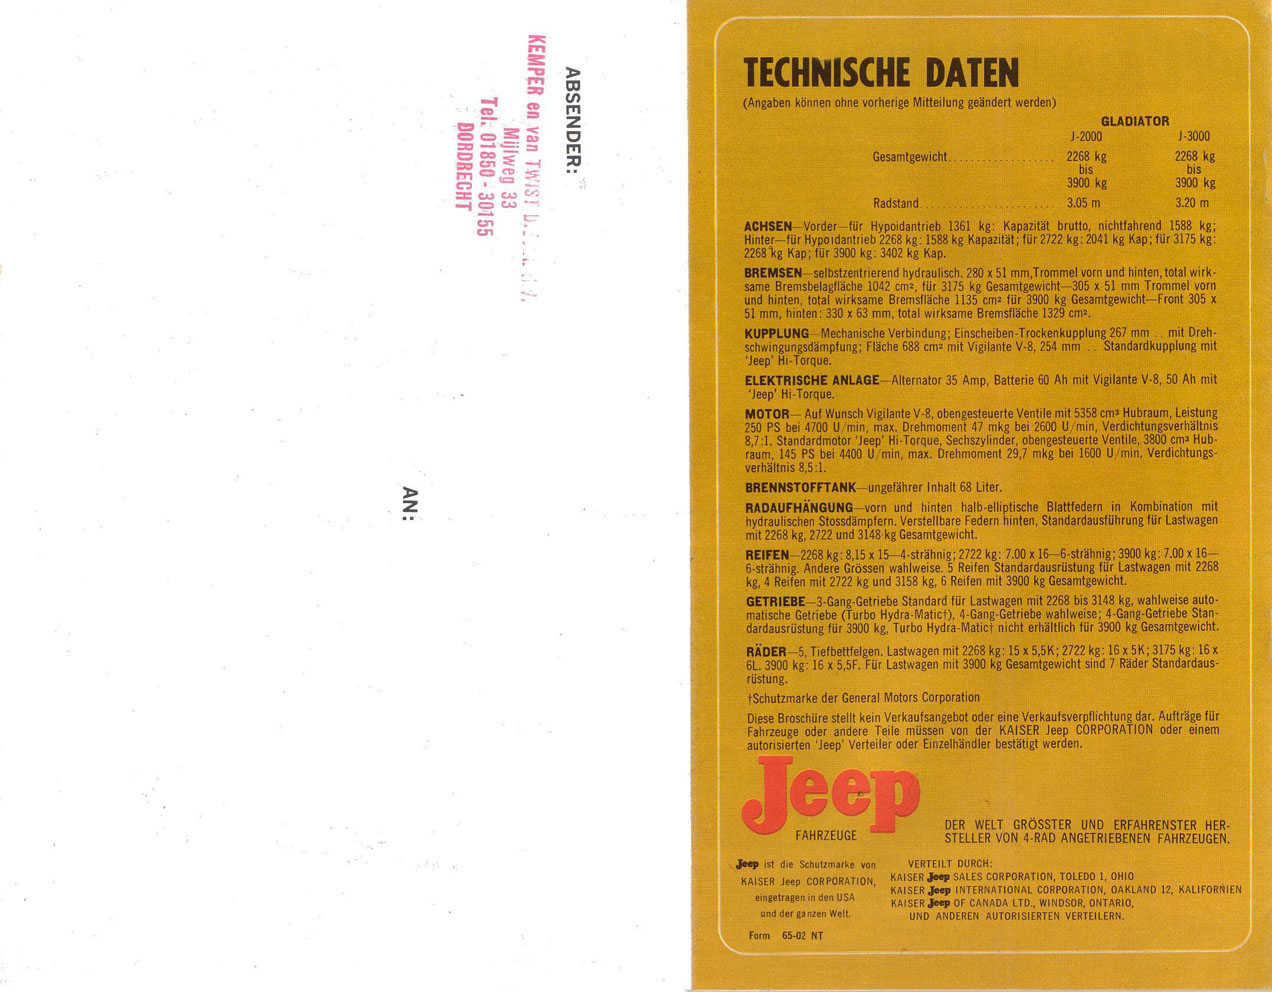 ABSENDER:
KEMPER en van TWIST
Mijlweg 33
Tel. 01850 - 30155
DORDRECHT
AN:
TECHNISCHE DATEN
(Angaben können ohne vorherige Mitteilung geändert werden)
GLADIATOR
J-2000 J-3000
Gesamtgewicht.................. 2268 kg 2268 kg
bis bis
3900 kg 3900 kg
Radstand....................... 3.05 m 3.20 m
ACHSEN—Vorder—für Hypoidantrieb 1361 kg: Kapazität brutto, nichtfahrend 1588 kg;
Hinter—für Hypoidantrieb 2268 kg: 1588 kg Kapazität; für 2722 kg: 2041 kg Kap; für 3175 kg:
2268 kg Kap; für 3900 kg: 3402 kg Kap.
BREMSEN—selbstzentrierend hydraulisch. 280 x 51 mm, Trommel vorn und hinten, total wirk-
same Bremsbelagfläche 1042 cm², für 3175 kg Gesamtgewicht—305 x 51 mm Trommel vorn
und hinten, total wirksame Bremsfläche 1135 cm² für 3900 kg Gesamtgewicht—Front 305 x
51 mm, hinten: 330 x 63 mm, total wirksame Bremsfläche 1329 cm².
KUPPLUNG—Mechanische Verbindung; Einscheiben-Trockenkupplung 267 mm .. mit Dreh-
schwingungsdämpfung; Fläche 688 cm² mit Vigilante V-8, 254 mm .. Standardkupplung mit
'Jeep' Hi-Torque.
ELEKTRISCHE ANLAGE—Alternator 35 Amp, Batterie 60 Ah mit Vigilante V-8, 50 Ah mit
'Jeep' Hi-Torque.
MOTOR—Auf Wunsch Vigilante V-8, obengesteuerte Ventile mit 5358 cm³ Hubraum, Leistung
250 PS bei 4700 U/min, max. Drehmoment 47 mkg bei 2600 U/min, Verdichtungsverhältnis
8,7:1. Standardmotor 'Jeep' Hi-Torque, Sechszylinder, obengesteuerte Ventile, 3800 cm³ Hub-
raum, 145 PS bei 4400 U/min, max. Drehmoment 29,7 mkg bei 1600 U/min, Verdichtungs-
verhältnis 8,5:1.
BRENNSTOFFTANK—ungefährer Inhalt 68 Liter.
RADAUFHÄNGUNG—vorn und hinten halb-elliptische Blattfedern in Kombination mit
hydraulischen Stossdämpfern. Verstellbare Federn hinten, Standardausführung für Lastwagen
mit 2268 kg, 2722 und 3148 kg Gesamtgewicht.
REIFEN—2268 kg: 8,15 x 15—4-strähnig; 2722 kg: 7.00 x 16—6-strähnig; 3900 kg: 7.00 x 16—
6-strähnig. Andere Grössen wahlweise. 5 Reifen Standardausrüstung für Lastwagen mit 2268
kg, 4 Reifen mit 2722 kg und 3158 kg, 6 Reifen mit 3900 kg Gesamtgewicht.
GETRIEBE—3-Gang-Getriebe Standard für Lastwagen mit 2268 bis 3148 kg, wahlweise auto-
matische Getriebe (Turbo Hydra-Matic†), 4-Gang-Getriebe wahlweise; 4-Gang-Getriebe Stan-
dardausrüstung für 3900 kg, Turbo Hydra-Matic† nicht erhältlich für 3900 kg Gesamtgewicht.
RÄDER—5, Tiefbettfelgen. Lastwagen mit 2268 kg: 15 x 5,5K; 2722 kg: 16 x 5K; 3175 kg: 16 x
6L. 3900 kg: 16 x 5,5F. Für Lastwagen mit 3900 kg Gesamtgewicht sind 7 Räder Standardaus-
rüstung.
†Schutzmarke der General Motors Corporation
Diese Broschüre stellt kein Verkaufsangebot oder eine Verkaufsverpflichtung dar. Aufträge für
Fahrzeuge oder andere Teile müssen von der KAISER Jeep CORPORATION oder einem
autorisierten 'Jeep' Verteiler oder Einzelhändler bestätigt werden.
Jeep
FAHRZEUGE
DER WELT GRÖSSTER UND ERFAHRENSTER HER-
STELLER VON 4-RAD ANGETRIEBENEN FAHRZEUGEN.
Jeep ist die Schutzmarke von
KAISER Jeep CORPORATION,
eingetragen in den USA
und der ganzen Welt.
VERTEILT DURCH:
KAISER Jeep SALES CORPORATION, TOLEDO 1, OHIO
KAISER Jeep INTERNATIONAL CORPORATION, OAKLAND 12, KALIFORNIEN
KAISER Jeep OF CANADA LTD., WINDSOR, ONTARIO,
UND ANDEREN AUTORISIERTEN VERTEILERN.
Form 65-02 NT